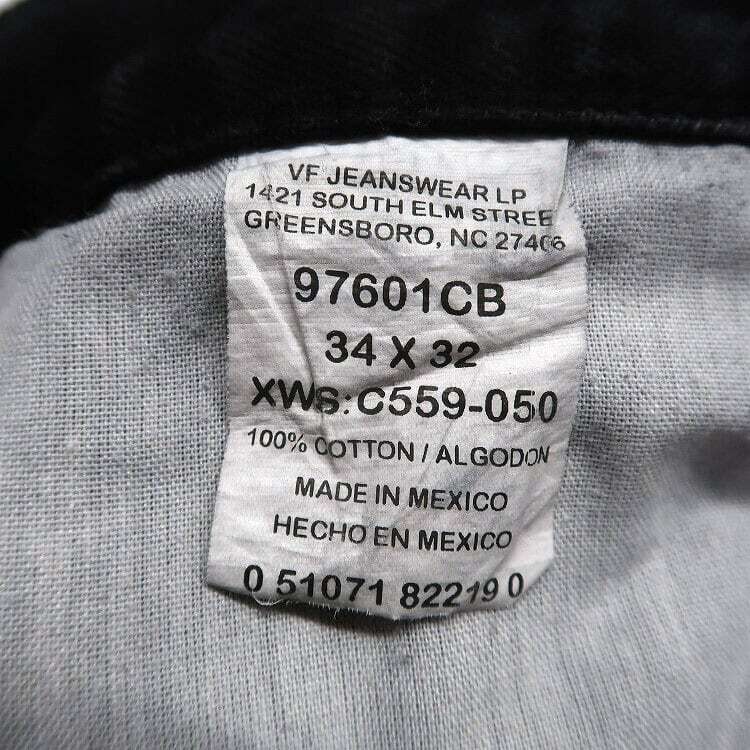 VF JEANSWEAR LP
1421 SOUTH ELM STREE
GREENSBORO, NC 27406
97601CB
34 X 32
XWS:C559-050
100% COTTON / ALGODON
MADE IN MEXICO
HECHO EN MEXICO
0 51071 82219 0